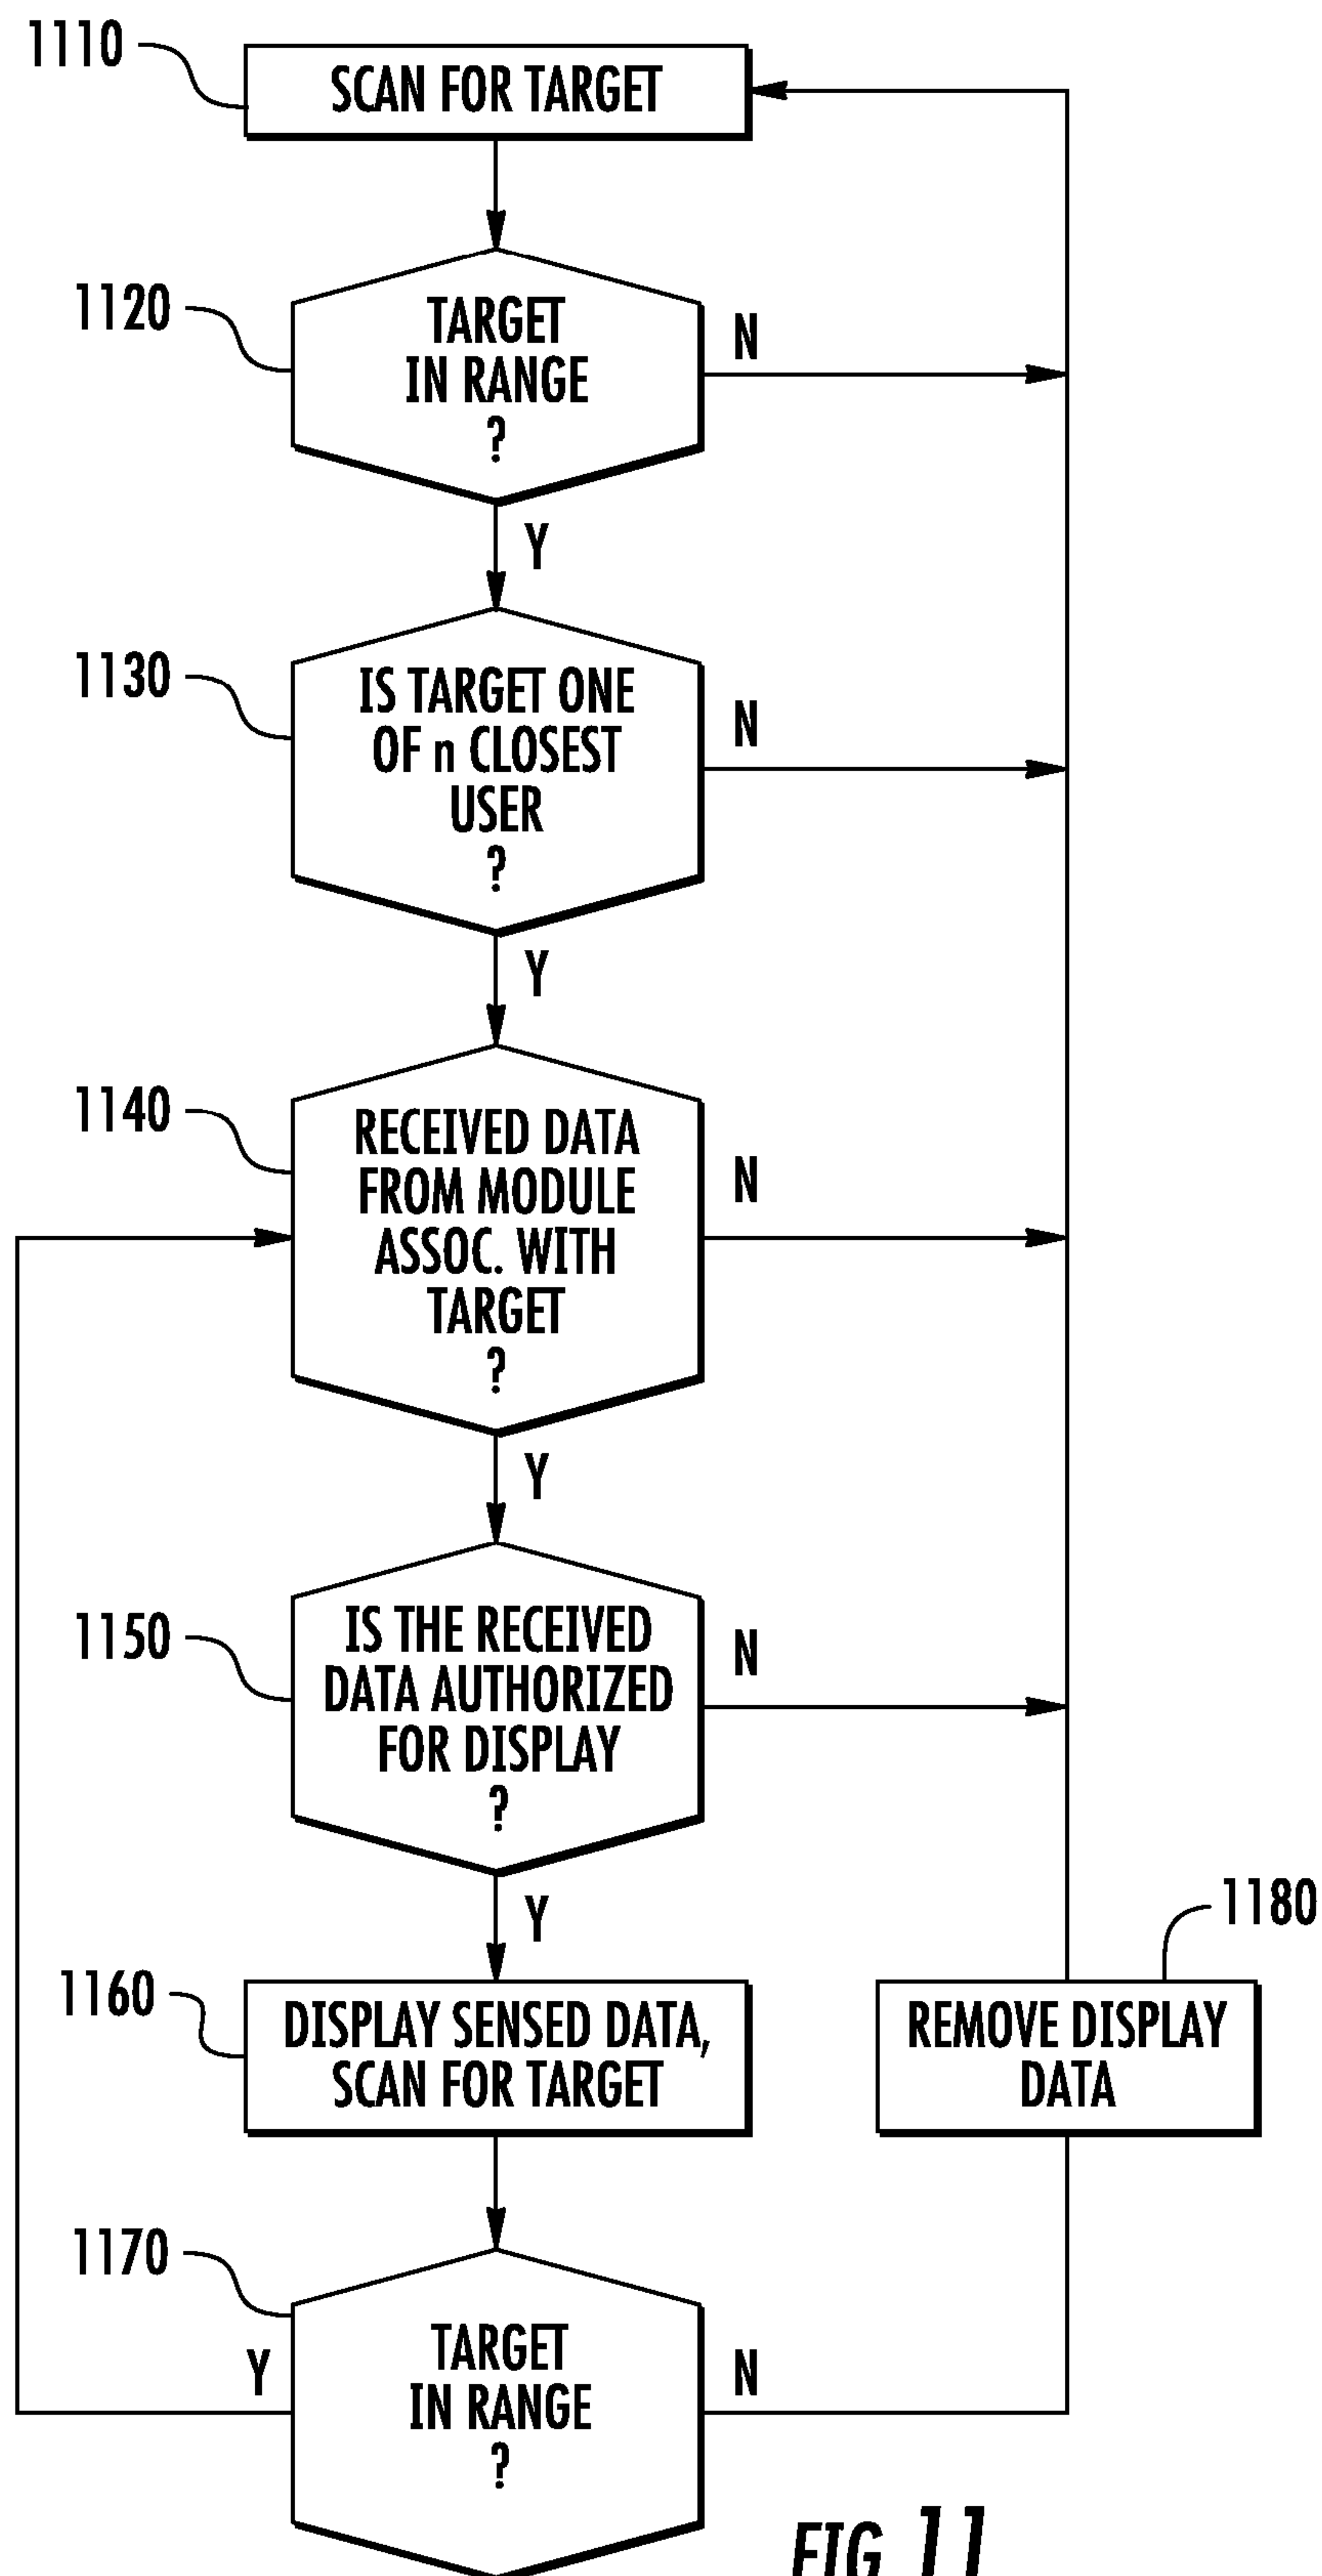 1110
SCAN FOR TARGET
1120
TARGET
IN RANGE
?
N
Y
1130
IS TARGET ONE
OF n CLOSEST
USER
?
N
Y
1140
RECEIVED DATA
FROM MODULE
ASSOC. WITH
TARGET
?
N
Y
1150
IS THE RECEIVED
DATA AUTHORIZED
FOR DISPLAY
?
N
Y
1160
DISPLAY SENSED DATA,
SCAN FOR TARGET
1180
REMOVE DISPLAY
DATA
1170
TARGET
IN RANGE
?
Y
N
FIG 11